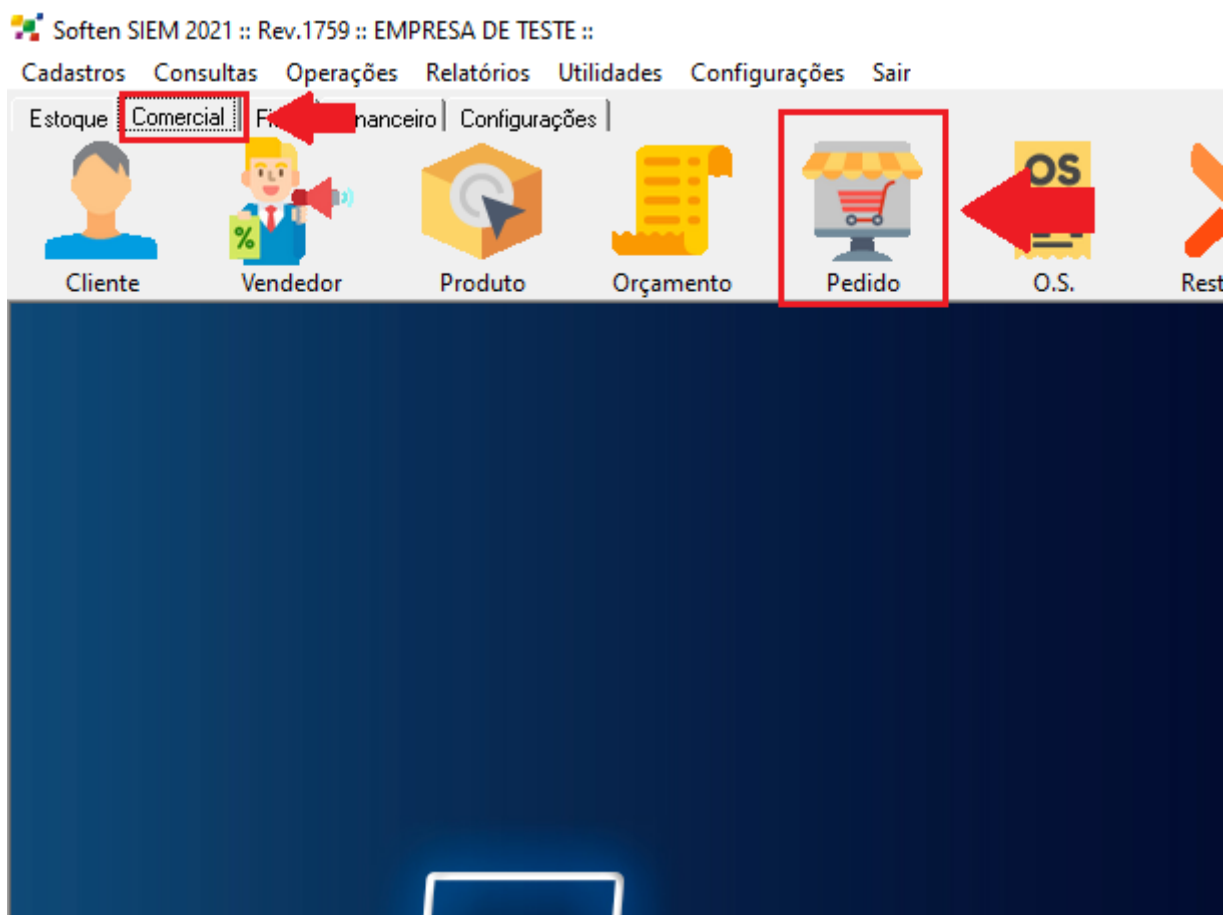 Soften SIEM 2021 :: Rev.1759 :: EMPRESA DE TESTE ::
Cadastros Consultas Operações Relatórios Utilidades Configurações Sair
Estoque Comercial Configurações
%
OS
Cliente Vendedor Produto Orçamento Pedido O.S.